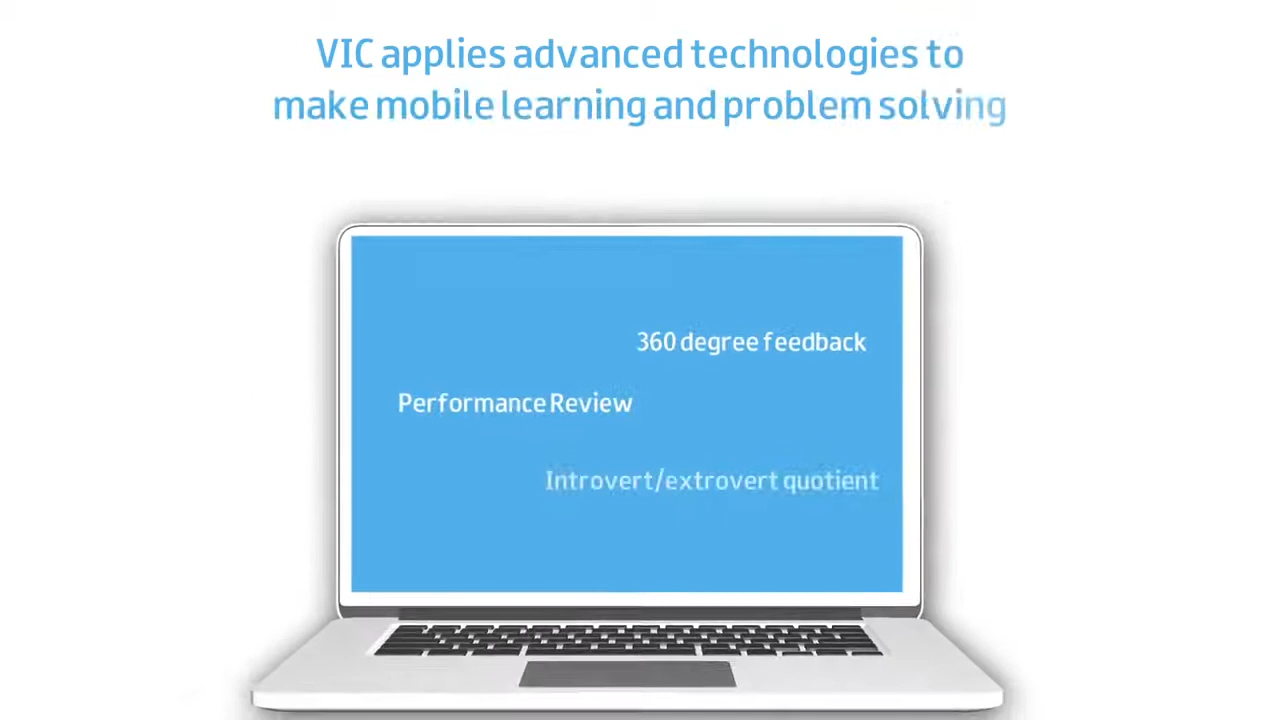 VIC applies advanced technologies to
make mobile learning and problem solving
360 degree feedback
Performance Review
Introvert/extrovert quotient